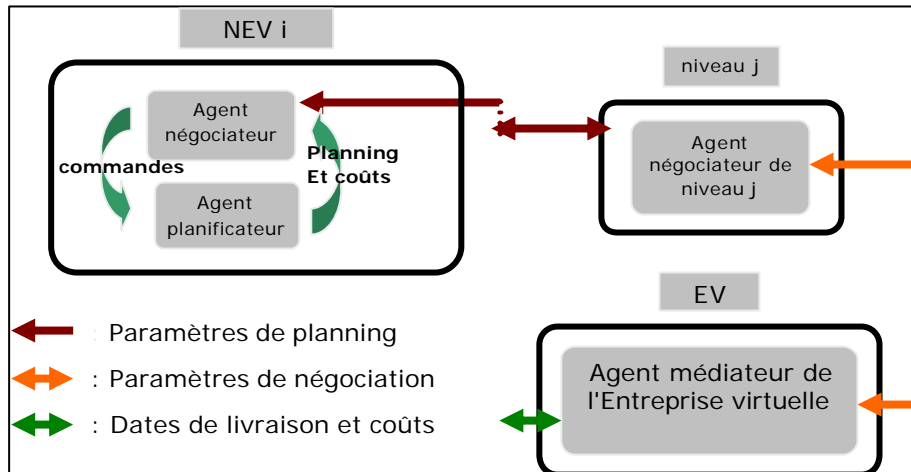 NEV i
niveau j
Agent
négociateur
commandes
Planning
Et coûts
Agent
planificateur
Agent
négociateur de
niveau j
EV
Agent médiateur de
l'Entreprise virtuelle
: Paramètres de planning
: Paramètres de négociation
: Dates de livraison et coûts